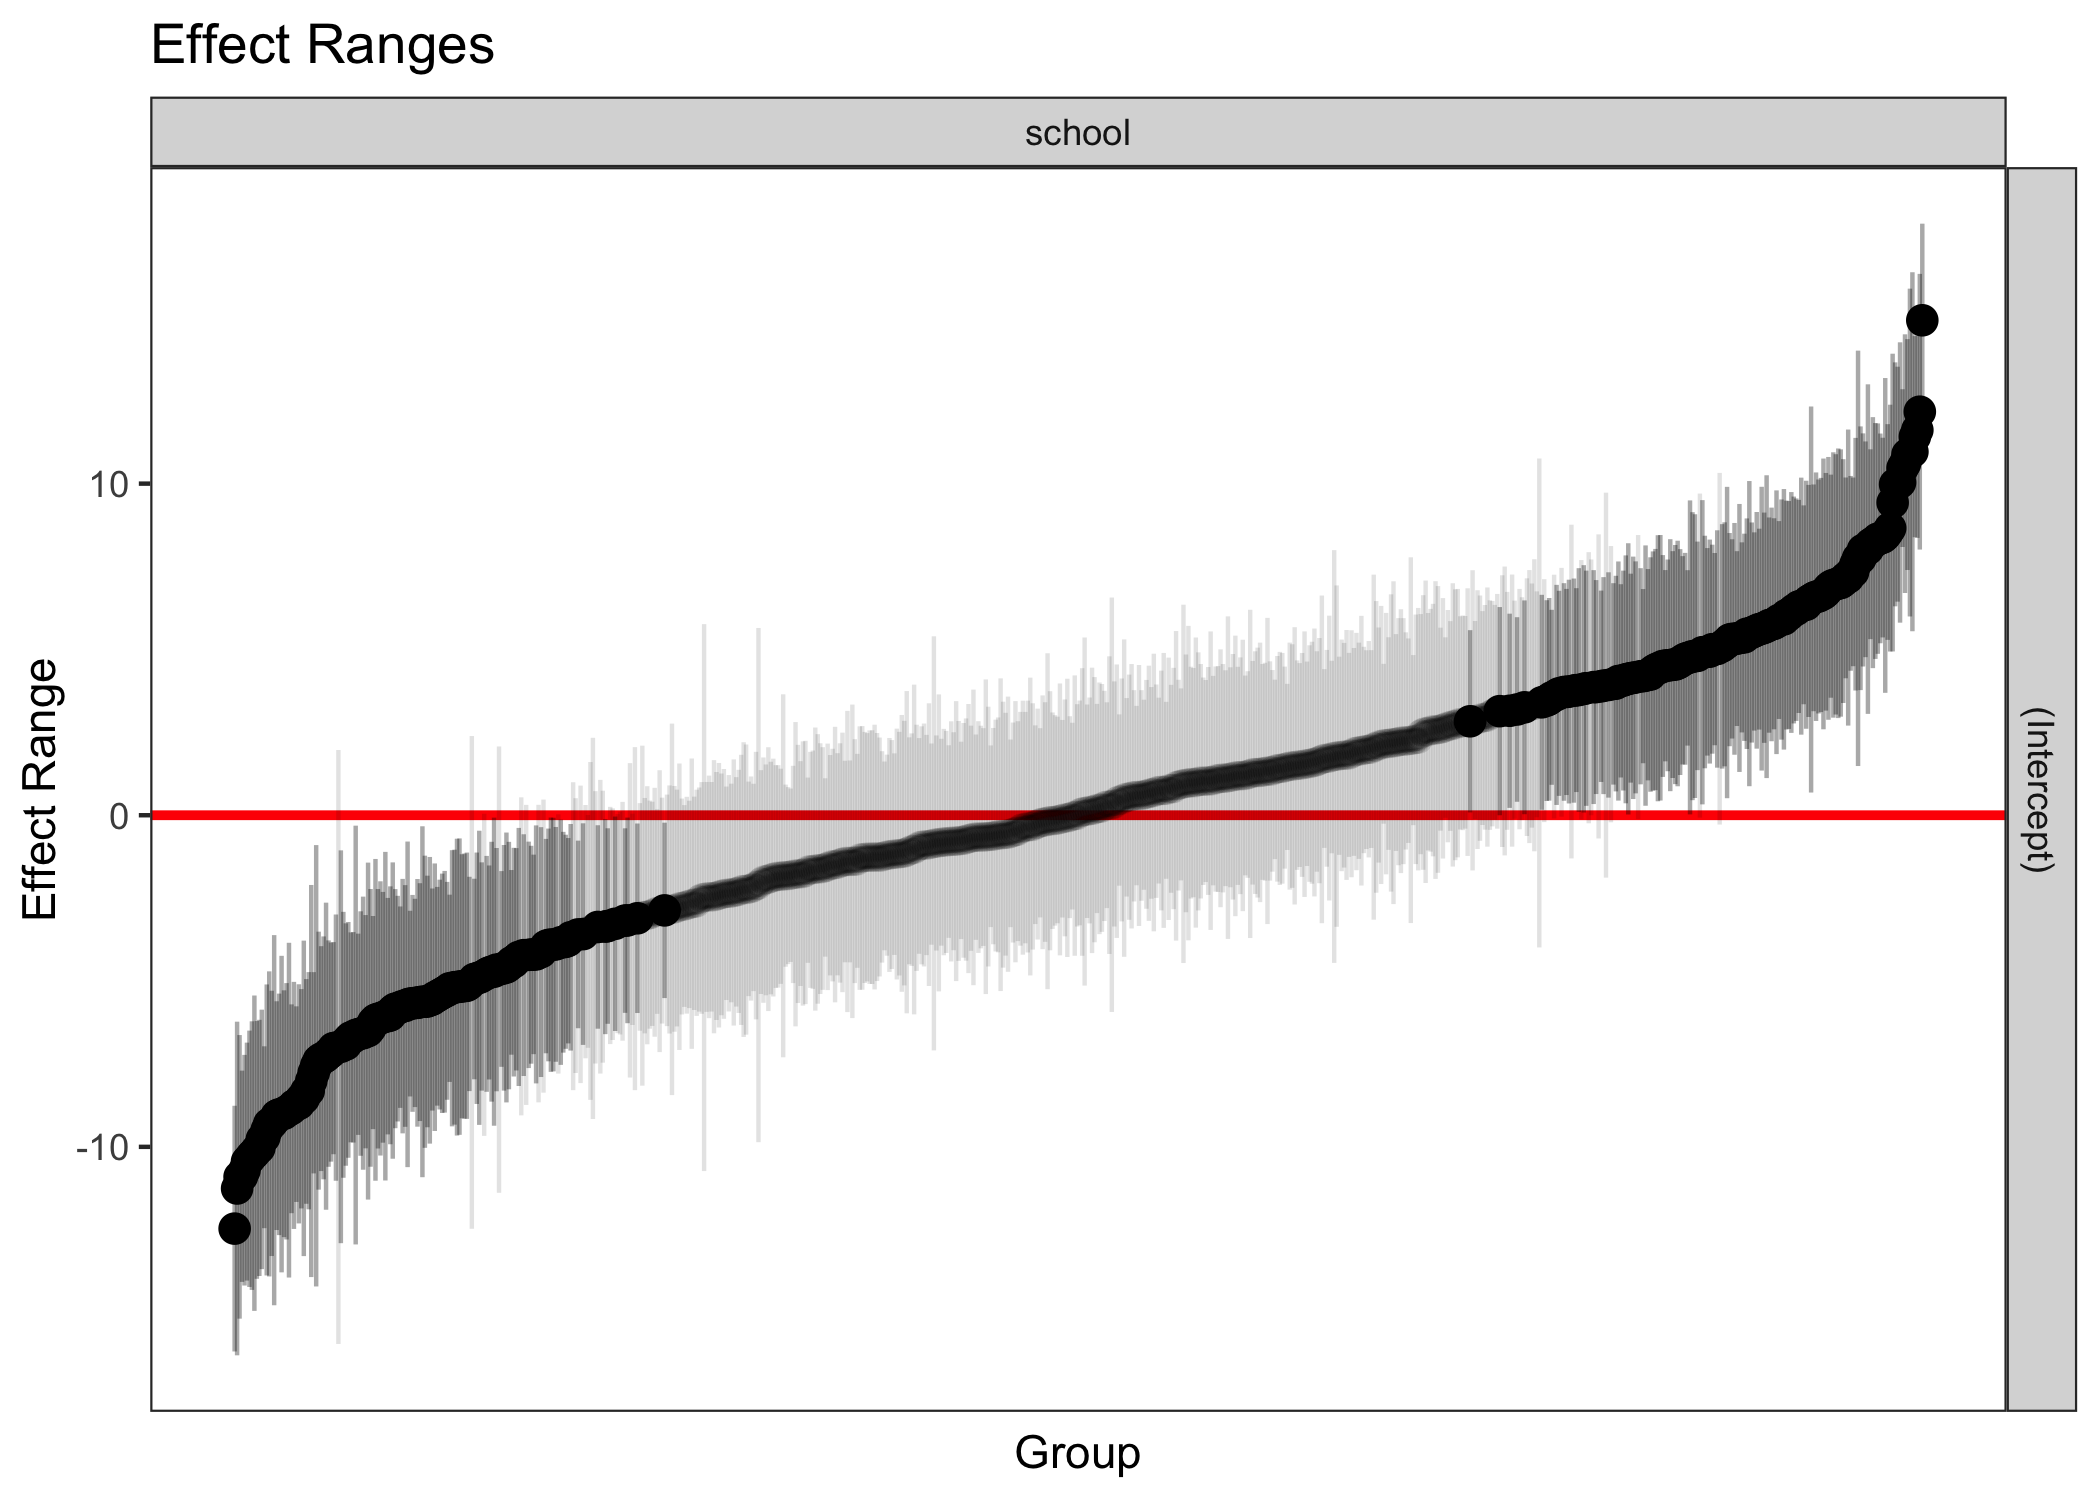 Effect Ranges
school
10
0
-10
Effect Range
(Intercept)
Group